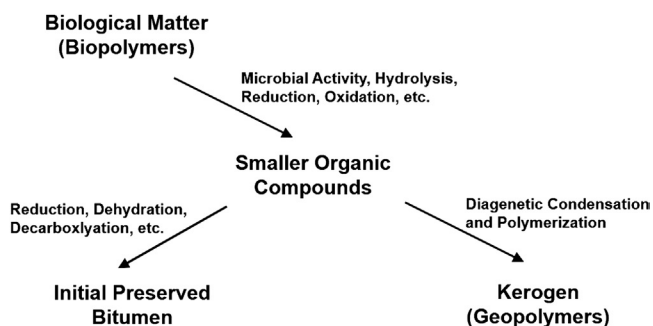 Biological Matter
(Biopolymers)
Microbial Activity, Hydrolysis,
Reduction, Oxidation, etc.
Smaller Organic
Compounds
Reduction, Dehydration,
Decarboxlyation, etc.
Diagenetic Condensation
and Polymerization
Initial Preserved
Bitumen
Kerogen
(Geopolymers)